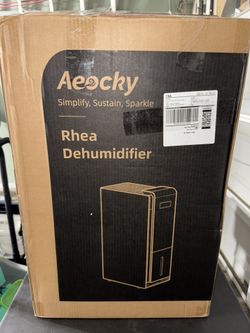 Aeocky
Simplify, Sustain, Sparkle
Rhea
Dehumidifier